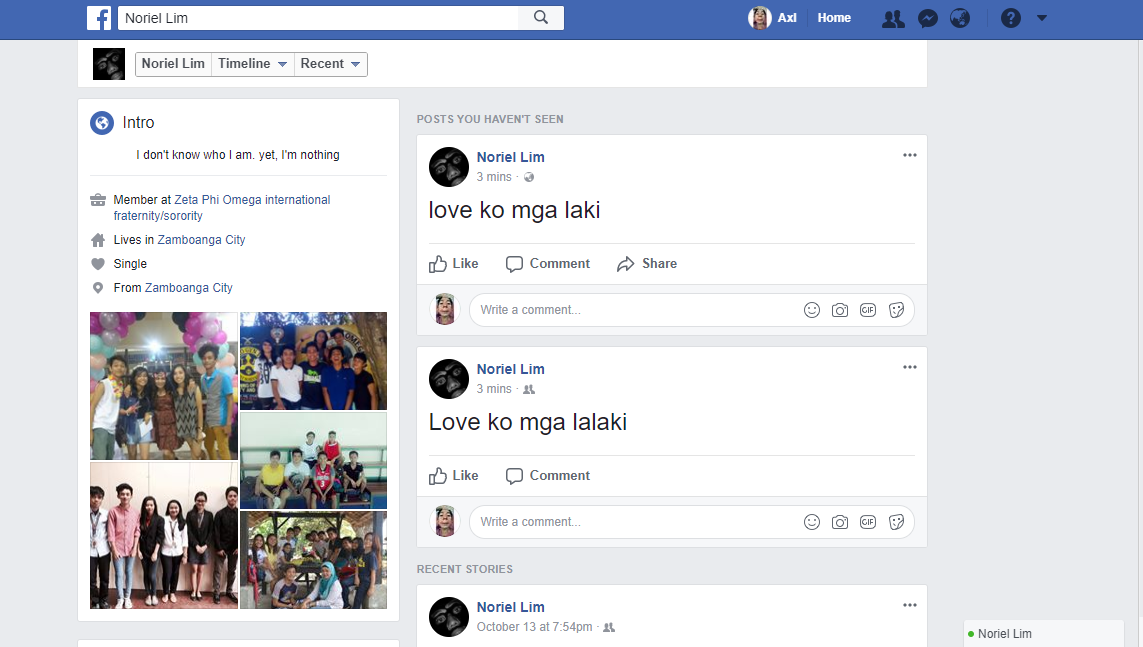 Noriel Lim
Axl
Home
Noriel Lim Timeline Recent
Intro
I don't know who I am. yet, I'm nothing
Member at Zeta Phi Omega international
fraternity/sorority
Lives in Zamboanga City
Single
From Zamboanga City
POSTS YOU HAVEN'T SEEN
Noriel Lim
3 mins ·
love ko mga laki
Like Comment Share
Write a comment...
GIF
Noriel Lim
3 mins ·
Love ko mga lalaki
Like Comment
Write a comment...
GIF
RECENT STORIES
Noriel Lim
October 13 at 7:54pm ·
Noriel Lim